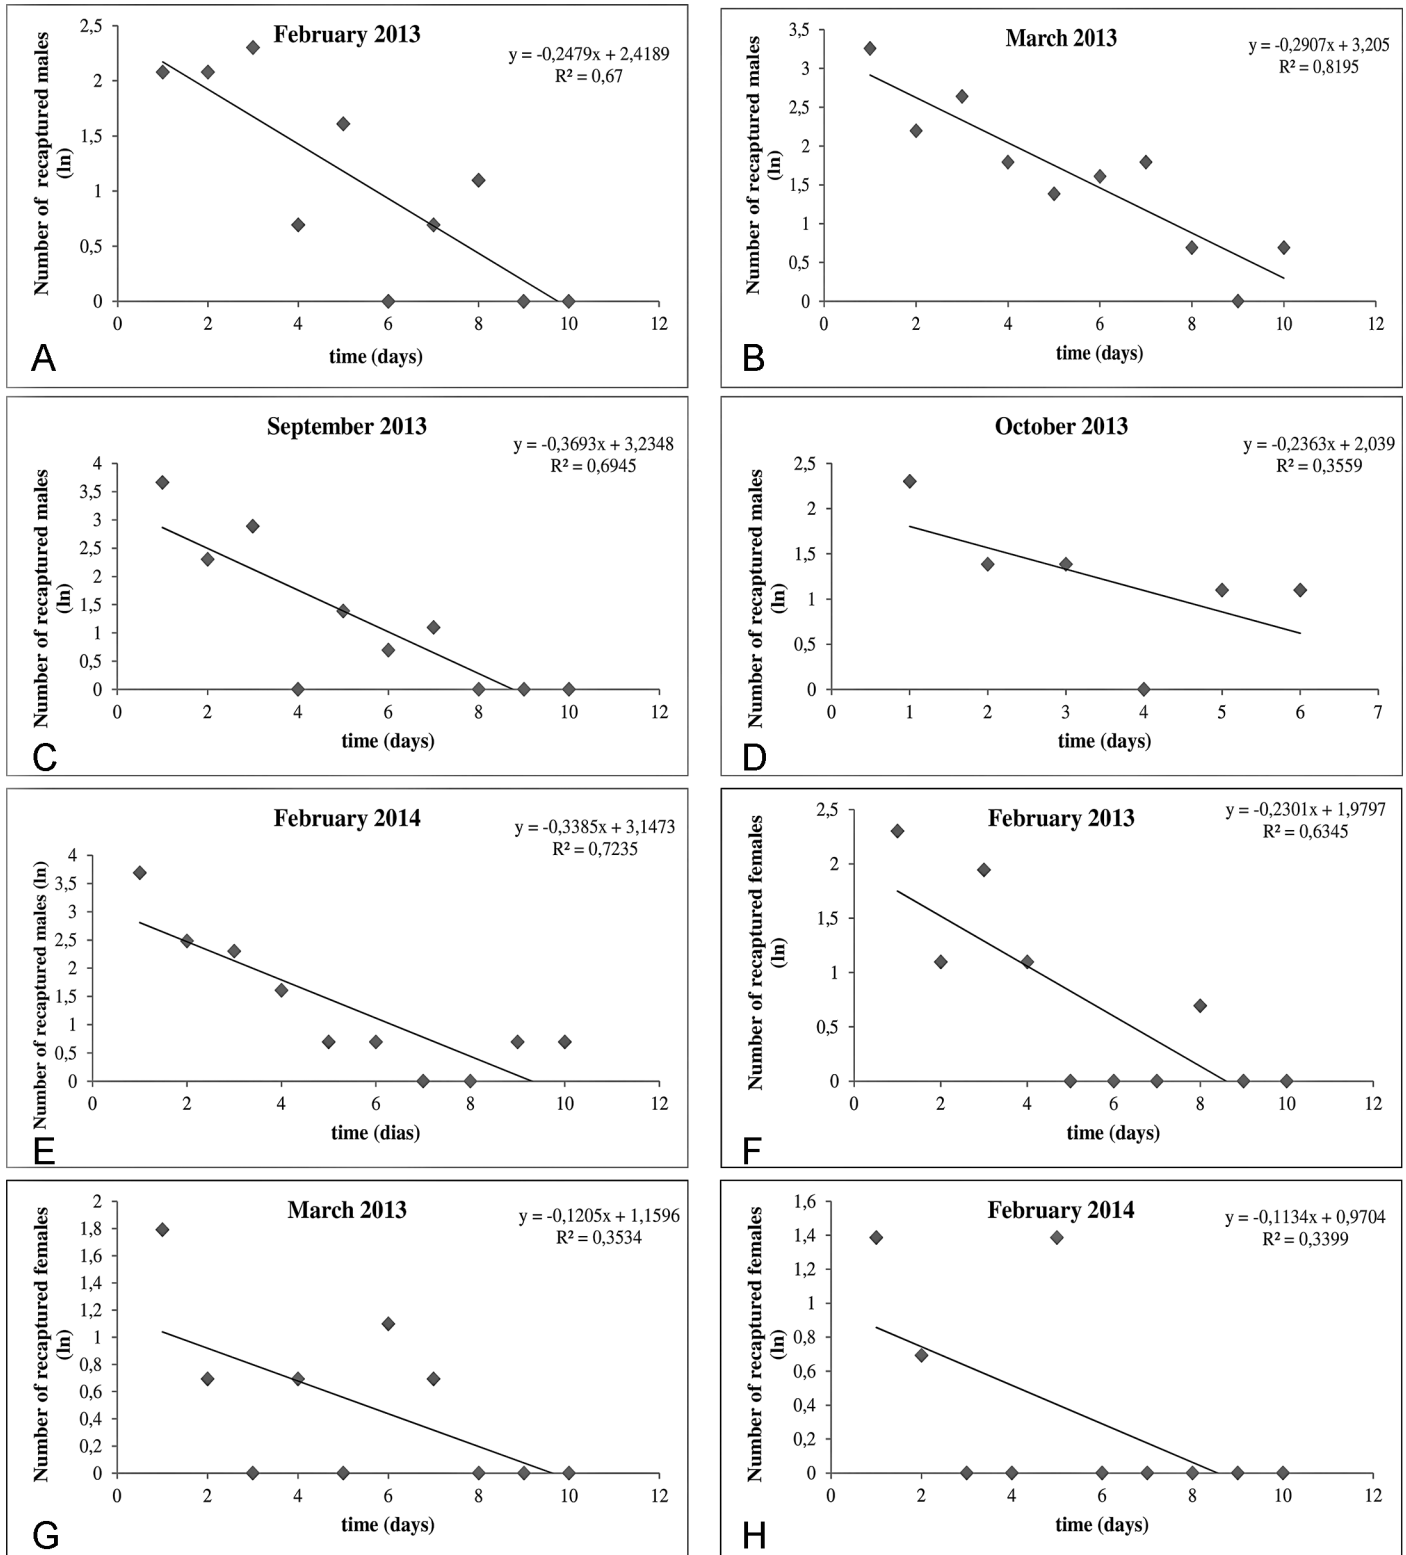 February 2013
y = -0,2479x + 2,4189
R² = 0,67
Number of recaptured males
(ln)
2,5
2
1,5
1
0,5
0
0 2 4 6 8 10 12
time (days)
A
March 2013
y = -0,2907x + 3,205
R² = 0,8195
Number of recaptured males
(ln)
3,5
3
2,5
2
1,5
1
0,5
0
0 2 4 6 8 10 12
time (days)
B
September 2013
y = -0,3693x + 3,2348
R² = 0,6945
Number of recaptured males
(ln)
4
3,5
3
2,5
2
1,5
1
0,5
0
0 2 4 6 8 10 12
time (days)
C
October 2013
y = -0,2363x + 2,039
R² = 0,3559
Number of recaptured males
(ln)
2,5
2
1,5
1
0,5
0
0 1 2 3 4 5 6 7
time (days)
D
February 2014
y = -0,3385x + 3,1473
R² = 0,7235
Number of recaptured males (ln)
4
3,5
3
2,5
2
1,5
1
0,5
0
0 2 4 6 8 10 12
time (dias)
E
February 2013
y = -0,2301x + 1,9797
R² = 0,6345
Number of recaptured females
(ln)
2,5
2
1,5
1
0,5
0
0 2 4 6 8 10 12
time (days)
F
March 2013
y = -0,1205x + 1,1596
R² = 0,3534
Number of recaptured females
(ln)
2
1,8
1,6
1,4
1,2
1
0,8
0,6
0,4
0,2
0
0 2 4 6 8 10 12
time (days)
G
February 2014
y = -0,1134x + 0,9704
R² = 0,3399
Number of recaptured females
(ln)
1,6
1,4
1,2
1
0,8
0,6
0,4
0,2
0
0 2 4 6 8 10 12
time (days)
H